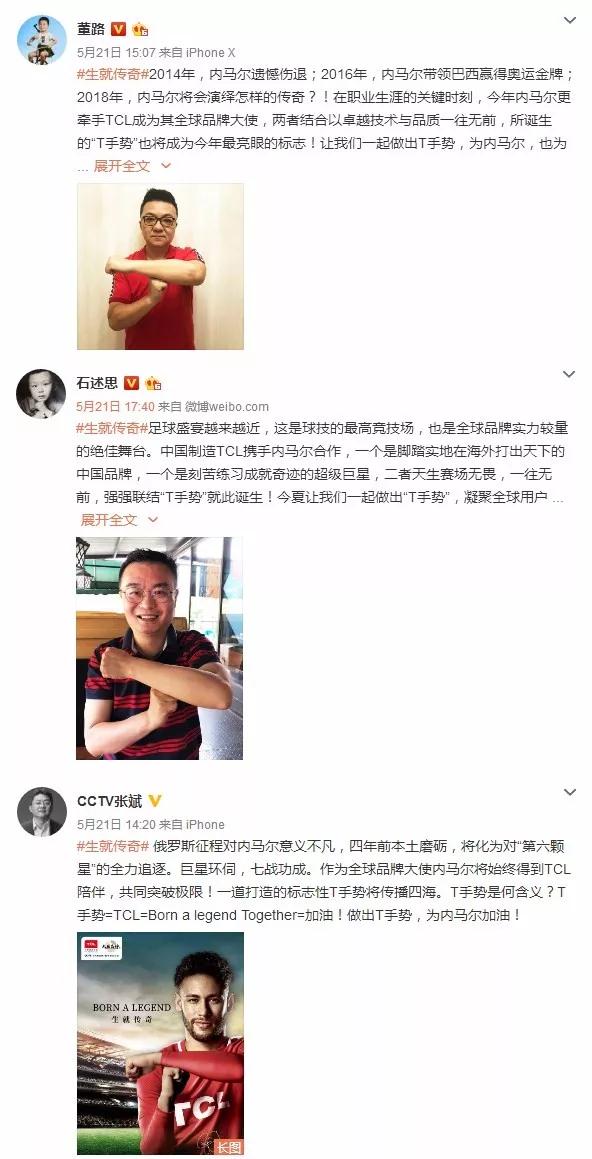 董路
5月21日 15:07 来自 iPhone X
#生就传奇#2014年，内马尔遗憾伤退；2016年，内马尔带领巴西赢得奥运金牌；
2018年，内马尔将会演绎怎样的传奇？！在职业生涯的关键时刻，今年内马尔更
牵手TCL成为其全球品牌大使，两者结合以卓越技术与品质一往无前，所诞生
的“T手势”也将成为今年最亮眼的标志！让我们一起做出T手势，为内马尔，也为
... 展开全文
石述思
5月21日 17:40 来自 微博weibo.com
#生就传奇#足球盛宴越来越近，这是球技的最高竞技场，也是全球品牌实力较量
的绝佳舞台。中国制造TCL携手内马尔合作，一个是脚踏实地在海外打出天下的
中国品牌，一个是刻苦练习成就奇迹的超级巨星，二者天生赛场无畏，一往无
前，强强联结“T手势”就此诞生！今夏让我们一起做出“T手势”，凝聚全球用户 ...
展开全文
CCTV张斌
5月21日 14:20 来自 iPhone
#生就传奇# 俄罗斯征程对内马尔意义不凡，四年前本土磨砺，将化为对“第六颗
星”的全力追逐。巨星环伺，七战功成。作为全球品牌大使内马尔将始终得到TCL
陪伴，共同突破极限！一道打造的标志性T手势将传播四海。T手势是何含义？T
手势=TCL=Born a legend Together=加油！做出T手势，为内马尔加油！
TCL
BORN A LEGEND
生就传奇
TCL
长图